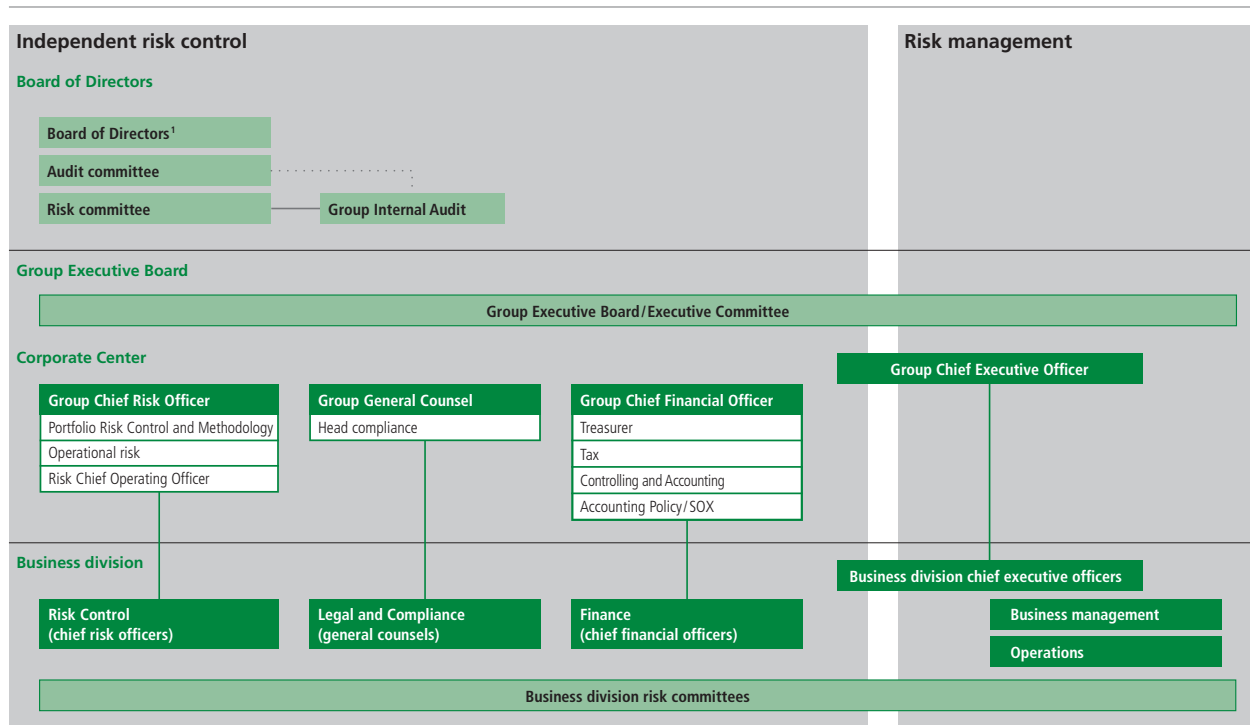 Independent risk control
Risk management
Board of Directors
Board of Directors¹
Audit committee
Risk committee
Group Internal Audit
Group Executive Board
Group Executive Board/Executive Committee
Corporate Center
Group Chief Executive Officer
Group Chief Risk Officer
Portfolio Risk Control and Methodology
Operational risk
Risk Chief Operating Officer
Group General Counsel
Head compliance
Group Chief Financial Officer
Treasurer
Tax
Controlling and Accounting
Accounting Policy/SOX
Business division
Business division chief executive officers
Risk Control
(chief risk officers)
Legal and Compliance
(general counsels)
Finance
(chief financial officers)
Business management
Operations
Business division risk committees